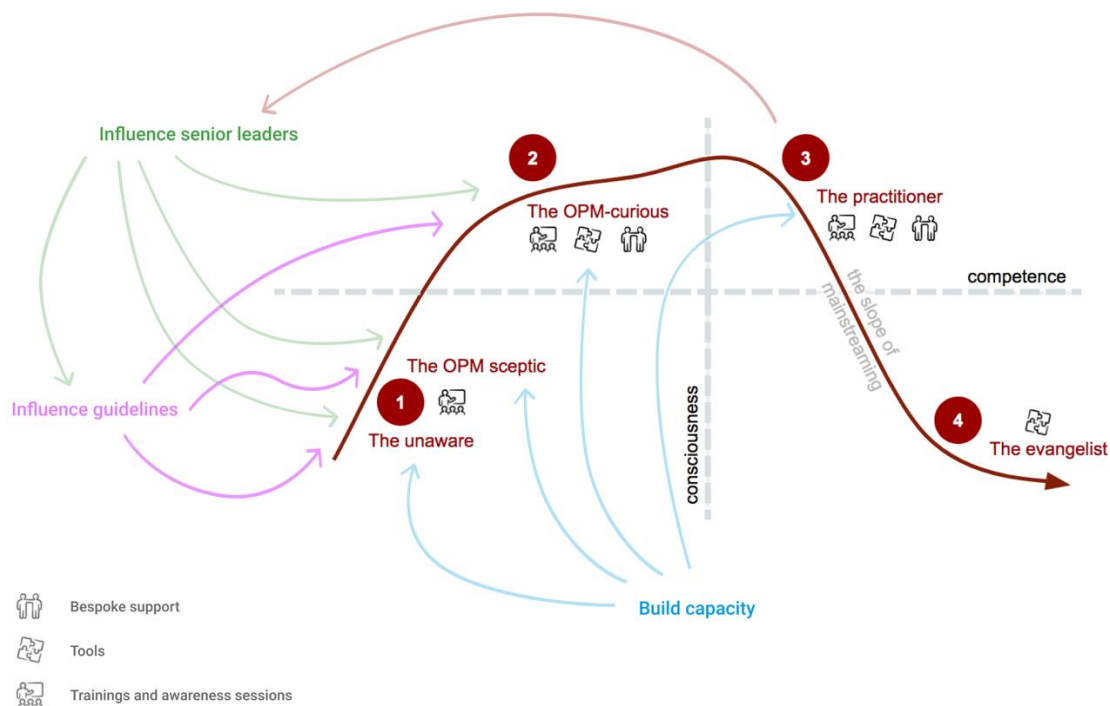 Influence senior leaders
2
3
The practitioner
The OPM-curious
competence
the slope of
mainstreaming
The OPM sceptic
Influence guidelines
1
The unaware
consciousness
4
The evangelist
Build capacity
Bespoke support
Tools
Trainings and awareness sessions